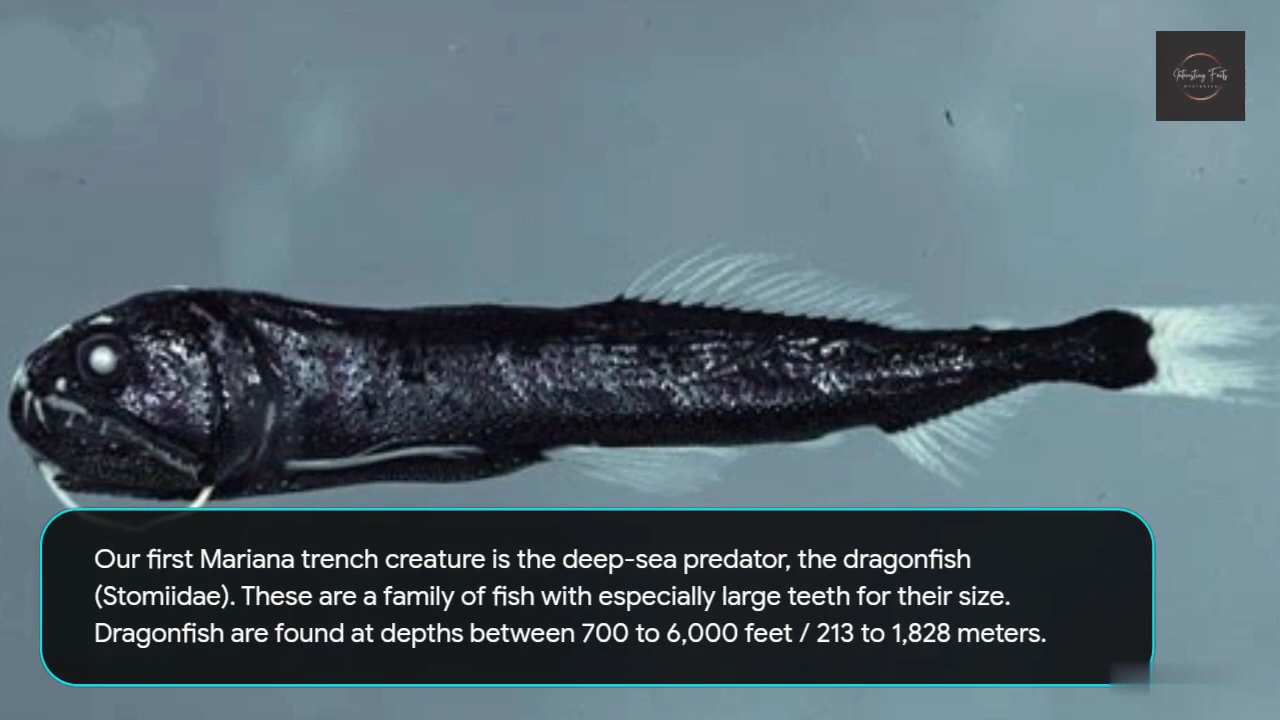 Interesting Facts
Our first Mariana trench creature is the deep-sea predator, the dragonfish
(Stomiidae). These are a family of fish with especially large teeth for their size.
Dragonfish are found at depths between 700 to 6,000 feet / 213 to 1,828 meters.